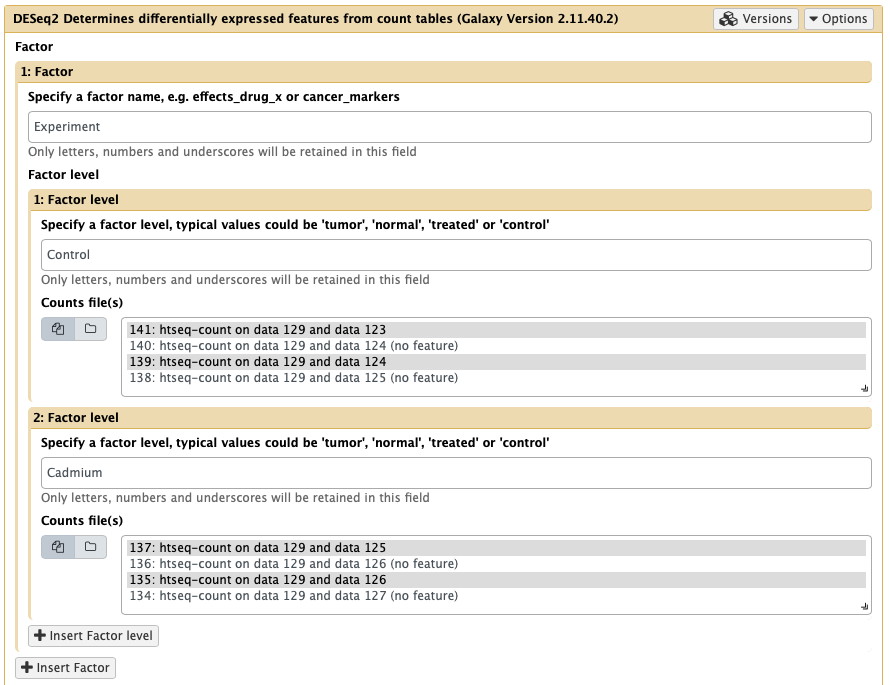 DESeq2 Determines differentially expressed features from count tables (Galaxy Version 2.11.40.2)
Versions
Options
Factor
1: Factor
Specify a factor name, e.g. effects_drug_x or cancer_markers
Experiment
Only letters, numbers and underscores will be retained in this field
Factor level
1: Factor level
Specify a factor level, typical values could be 'tumor', 'normal', 'treated' or 'control'
Control
Only letters, numbers and underscores will be retained in this field
Counts file(s)
141: htseq-count on data 129 and data 123
140: htseq-count on data 129 and data 124 (no feature)
139: htseq-count on data 129 and data 124
138: htseq-count on data 129 and data 125 (no feature)
2: Factor level
Specify a factor level, typical values could be 'tumor', 'normal', 'treated' or 'control'
Cadmium
Only letters, numbers and underscores will be retained in this field
Counts file(s)
137: htseq-count on data 129 and data 125
136: htseq-count on data 129 and data 126 (no feature)
135: htseq-count on data 129 and data 126
134: htseq-count on data 129 and data 127 (no feature)
Insert Factor level
Insert Factor